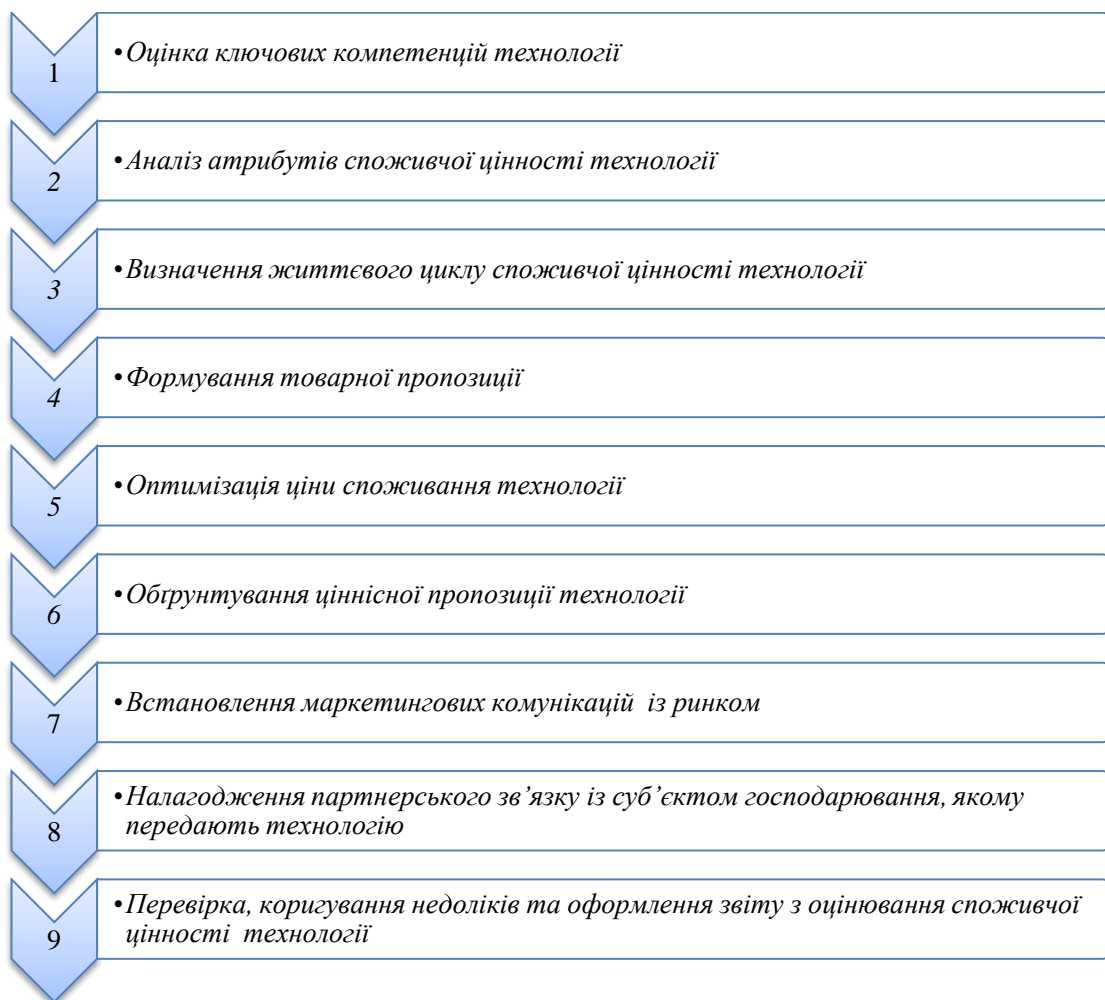 1
•Оцінка ключових компетенцій технології
2
•Аналіз атрибутів споживчої цінності технології
3
•Визначення життєвого циклу споживчої цінності технології
4
•Формування товарної пропозиції
5
•Оптимізація ціни споживання технології
6
•Обґрунтування ціннісної пропозиції технології
7
•Встановлення маркетингових комунікацій із ринком
8
•Налагодження партнерського зв’язку із суб’єктом господарювання, якому
передають технологію
9
•Перевірка, коригування недоліків та оформлення звіту з оцінювання споживчої
цінності технології